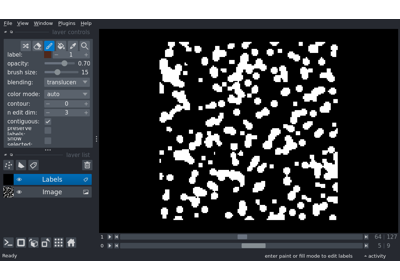 File View Window Plugins Help
layer controls
label: 1
opacity: 0.70
brush size: 15
blending: translucen
color mode: auto
contour: 0
n edit dim: 3
contiguous:
preserve labels:
show selected:
layer list
Labels
Image
1 64 127
0 5 9
Ready enter paint or fill mode to edit labels activity